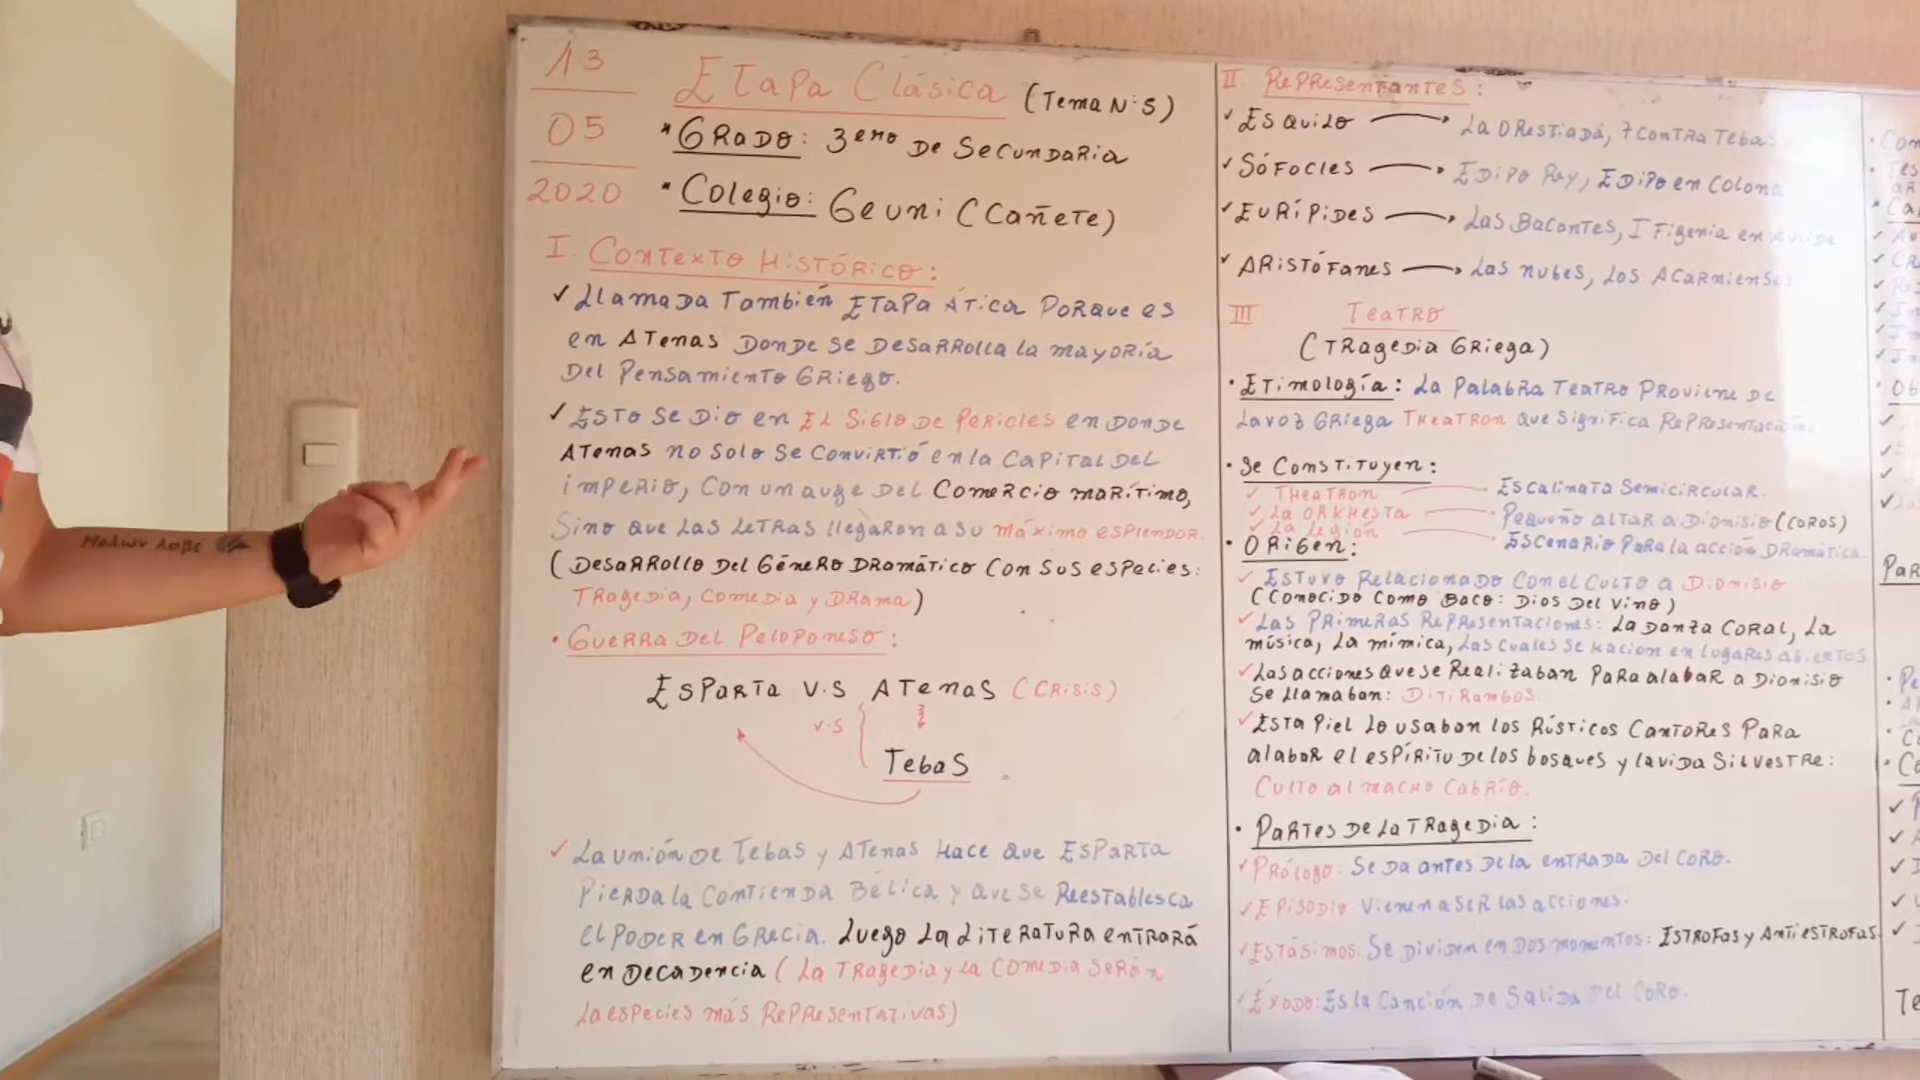 13
05
2020
Etapa Clásica (Tema N:5)
* Grado: 3ero de Secundaria
* Colegio: Geuni (Cañete)
I. Contexto Histórico:
✓ Llamada También Etapa Ática porque es
en Atenas donde se desarrolla la mayoría
del pensamiento Griego.
✓ Esto se dio en el Siglo de Pericles en donde
Atenas no solo se convirtió en la capital del
imperio, con un auge del comercio marítimo,
Sino que las letras llegaron a su máximo esplendor.
(Desarrollo del Género Dramático con sus especies:
Tragedia, Comedia y Drama)
• Guerra del Peloponeso:
Esparta V.S Atenas (Crisis)
V-S
Tebas
✓ La unión de Tebas y Atenas hace que Esparta
pierda la contienda Bélica y que se Reestablesca
el poder en Grecia. Luego la Literatura entrará
en decadencia (La Tragedia y la Comedia serán
la especies más Representativas)
Μολων λαβε
II. Representantes:
✓ Esquilo → La Orestiada, 7 contra Tebas
✓ Sófocles → Edipo Rey, Edipo en Colona
✓ Eurípides → Las Bacantes, Ifigenia en Aulide
✓ Aristófanes → Las nubes, Los Acarnienses
III Teatro
(Tragedia Griega)
• Etimología: La palabra Teatro proviene de
la voz Griega Theatron que significa Representación.
• Se Constituyen:
✓ Theatron — Escalinata Semicircular.
✓ La Orkhesta — Pequeño altar a Dionisio (Coros)
✓ La Legión — Escenario para la acción Dramática.
• Origen:
✓ Estuvo Relacionado con el culto a Dionisio
(Conocido como Baco: Dios del Vino)
✓ Las Primeras Representaciones: La Danza Coral, La
música, La mímica, las cuales se hacion en lugares abiertos
✓ Las acciones que se Realizaban para alabar a Dionisio
se llamaban: Ditirambos.
✓ Esta piel lo usaban los Rústicos Cantores para
alabar el espíritu de los bosques y la vida Silvestre:
Culto al macho Cabrío.
• Partes de la Tragedia:
✓ Prólogo: Se da antes de la entrada del Coro.
✓ Episodio: Vienen a ser las acciones.
✓ Estásimos: Se dividen en dos momentos: Estrofas y Antiestrofas.
✓ Éxodo: Es la Canción de Salida del Coro.